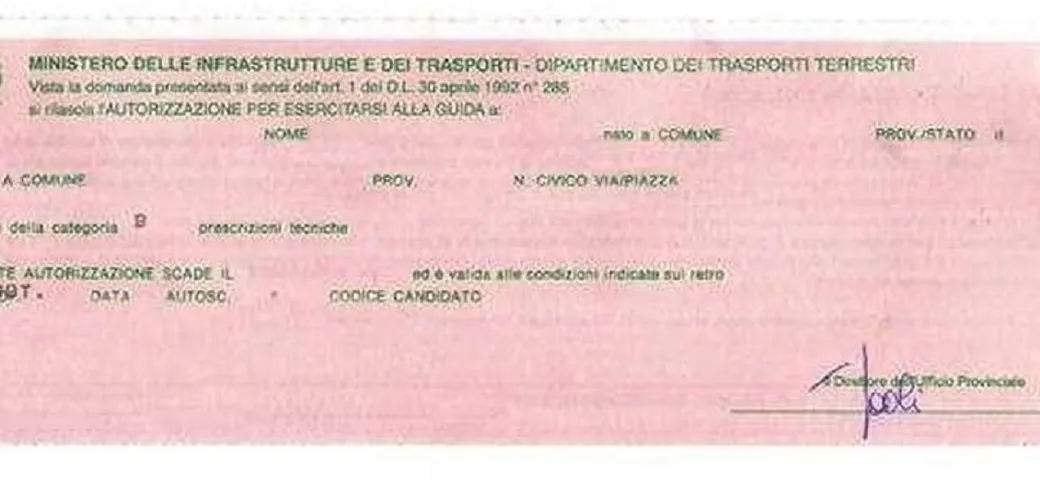 MINISTERO DELLE INFRASTRUTTURE E DEI TRASPORTI - DIPARTIMENTO DEI TRASPORTI TERRESTRI
Vista la domanda presentata ai sensi dell'art. 1 del D.L. 30 aprile 1992 n° 285
si rilascia l'AUTORIZZAZIONE PER ESERCITARSI ALLA GUIDA a:
NOME nato a COMUNE PROV./STATO il
A COMUNE PROV. N. CIVICO VIA/PIAZZA
della categoria B prescrizioni tecniche
TE AUTORIZZAZIONE SCADE IL ed è valida alle condizioni indicate sul retro
OT. DATA AUTOSC. * CODICE CANDIDATO
il Direttore dell'Ufficio Provinciale